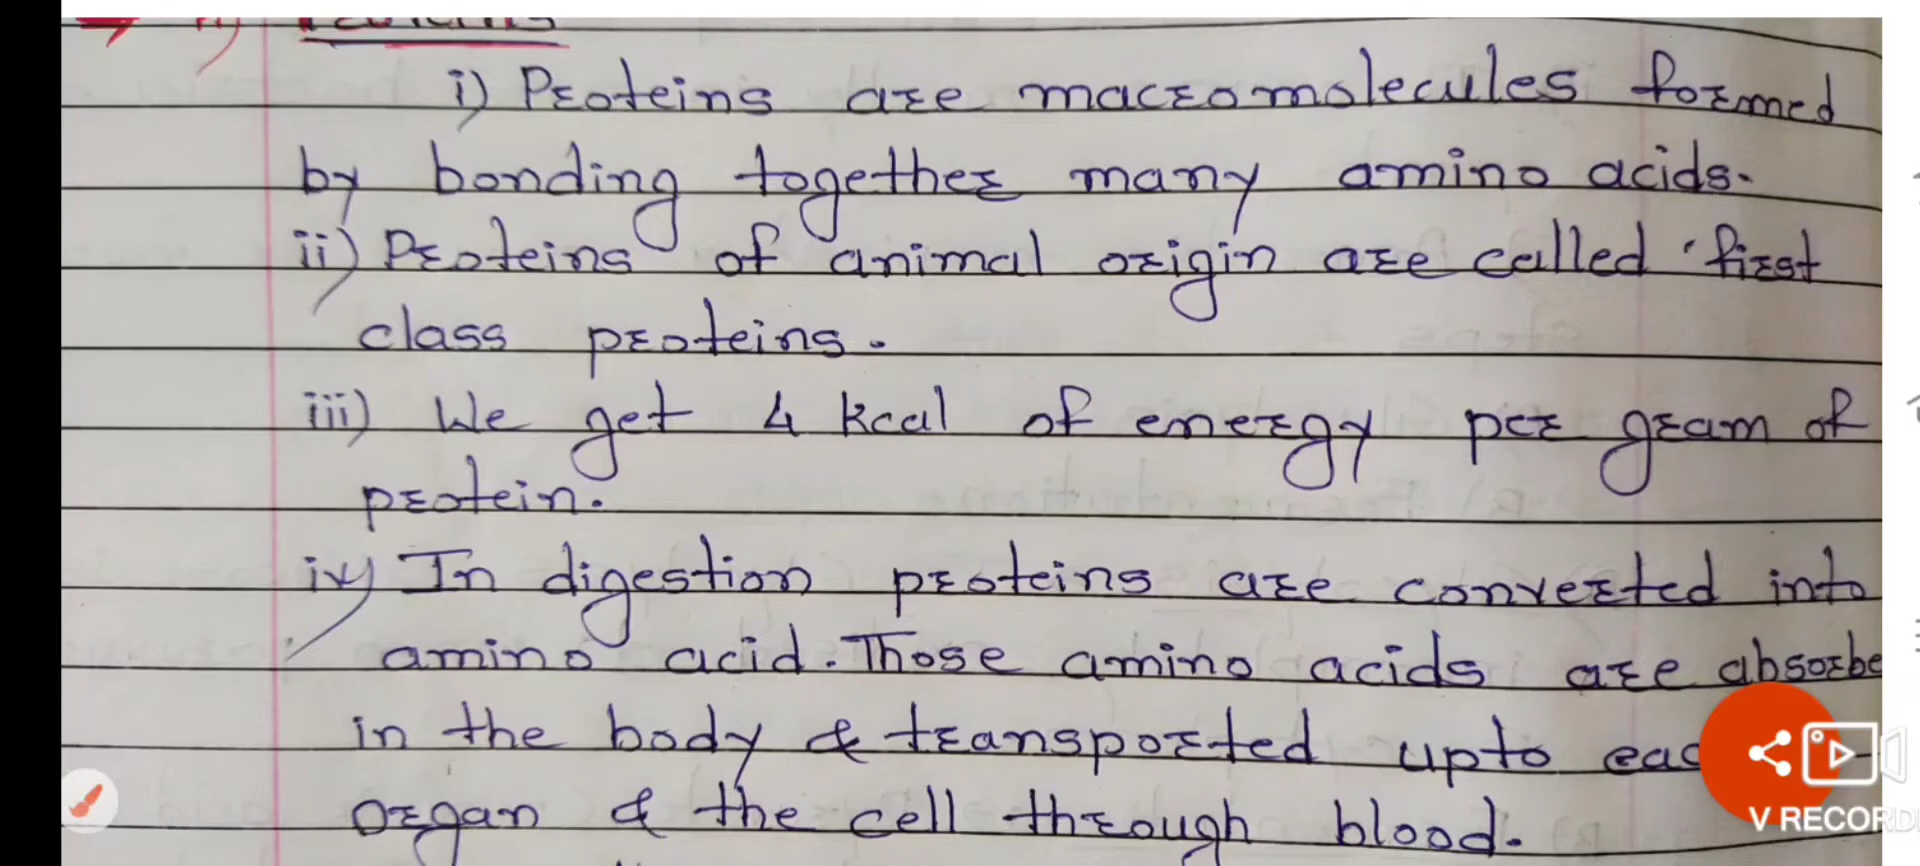 i) Proteins are macromolecules formed
by bonding together many amino acids.
ii) Proteins of animal origin are called 'first
class proteins.
iii) We get 4 kcal of energy per gram of
protein.
iv) In digestion proteins are converted into
amino acid. Those amino acids are absorbe
in the body & transported upto eac
organ & the cell through blood.
V RECORD